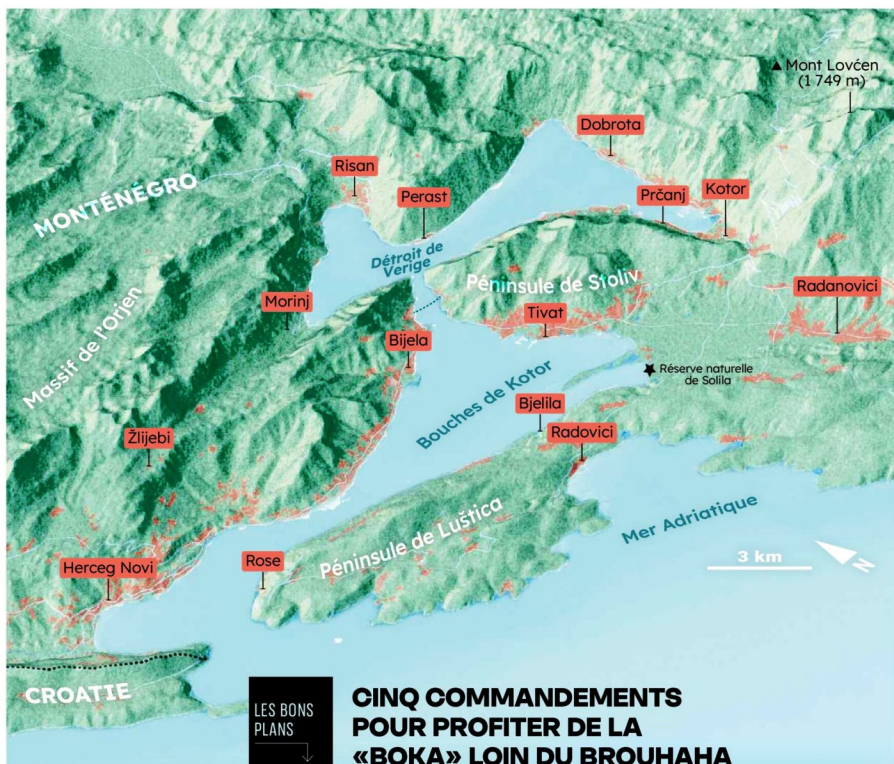 ▲ Mont Lovćen
(1 749 m)
Dobrota
Risan
MONTÉNÉGRO
Perast
Prčanj
Kotor
Détroit de
Verige
Péninsule de Stoliv
Radanovici
Morinj
Tivat
Massif de l'Orjen
Bijela
Réserve naturelle
de Solila
Bouches de Kotor
Bjelila
Žlijebi
Radovici
Mer Adriatique
Péninsule de Luštica
3 km
N
Herceg Novi
Rose
CROATIE
LES BONS
PLANS
CINQ COMMANDEMENTS
POUR PROFITER DE LA
«BOKA» LOIN DU BROUHAHA